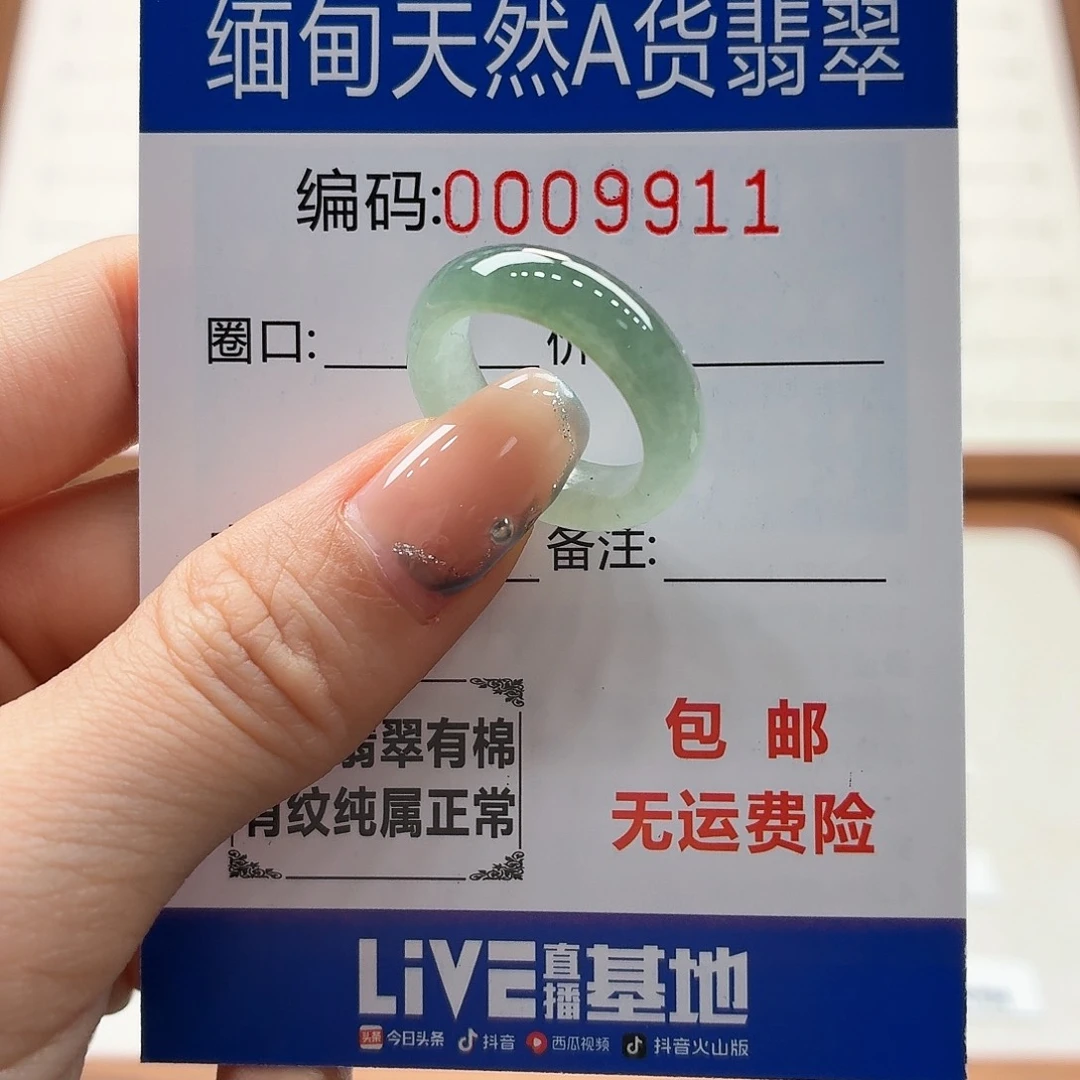 缅甸天然A货翡翠
编码:0009911
圈口:
备注:
翠有棉
纹纯属正常
包 邮
无运费险
LiVE直播基地
头条 今日头条 抖音 西瓜视频 抖音火山版